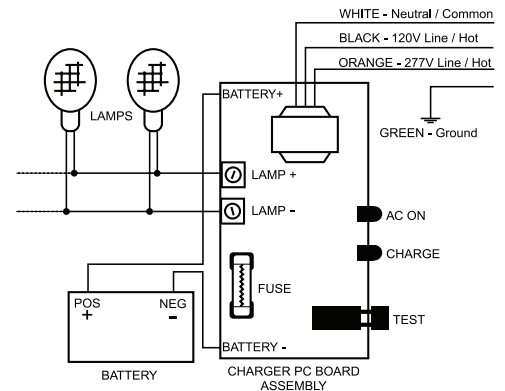 WHITE - Neutral / Common
BLACK - 120V Line / Hot
ORANGE - 277V Line / Hot
GREEN - Ground
BATTERY+
LAMPS
LAMP +
LAMP -
AC ON
CHARGE
FUSE
TEST
POS
+
NEG
-
BATTERY
BATTERY -
CHARGER PC BOARD
ASSEMBLY